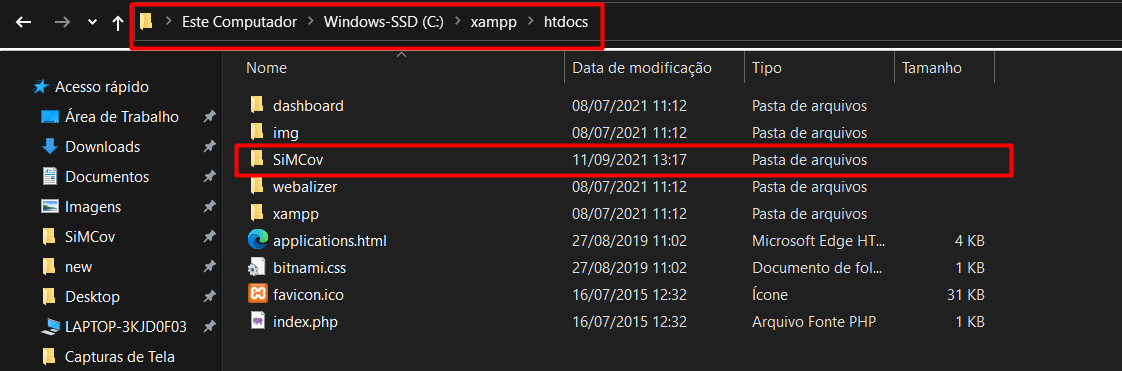 Este Computador > Windows-SSD (C:) > xampp > htdocs
Nome Data de modificação Tipo Tamanho
Acesso rápido
Área de Trabalho
Downloads
Documentos
Imagens
SiMCov
new
Desktop
LAPTOP-3KJD0F03
Capturas de Tela
dashboard 08/07/2021 11:12 Pasta de arquivos
img 08/07/2021 11:12 Pasta de arquivos
SiMCov 11/09/2021 13:17 Pasta de arquivos
webalizer 08/07/2021 11:12 Pasta de arquivos
xampp 08/07/2021 11:12 Pasta de arquivos
applications.html 27/08/2019 11:02 Microsoft Edge HT... 4 KB
bitnami.css 27/08/2019 11:02 Documento de fol... 1 KB
favicon.ico 16/07/2015 12:32 Ícone 31 KB
index.php 16/07/2015 12:32 Arquivo Fonte PHP 1 KB